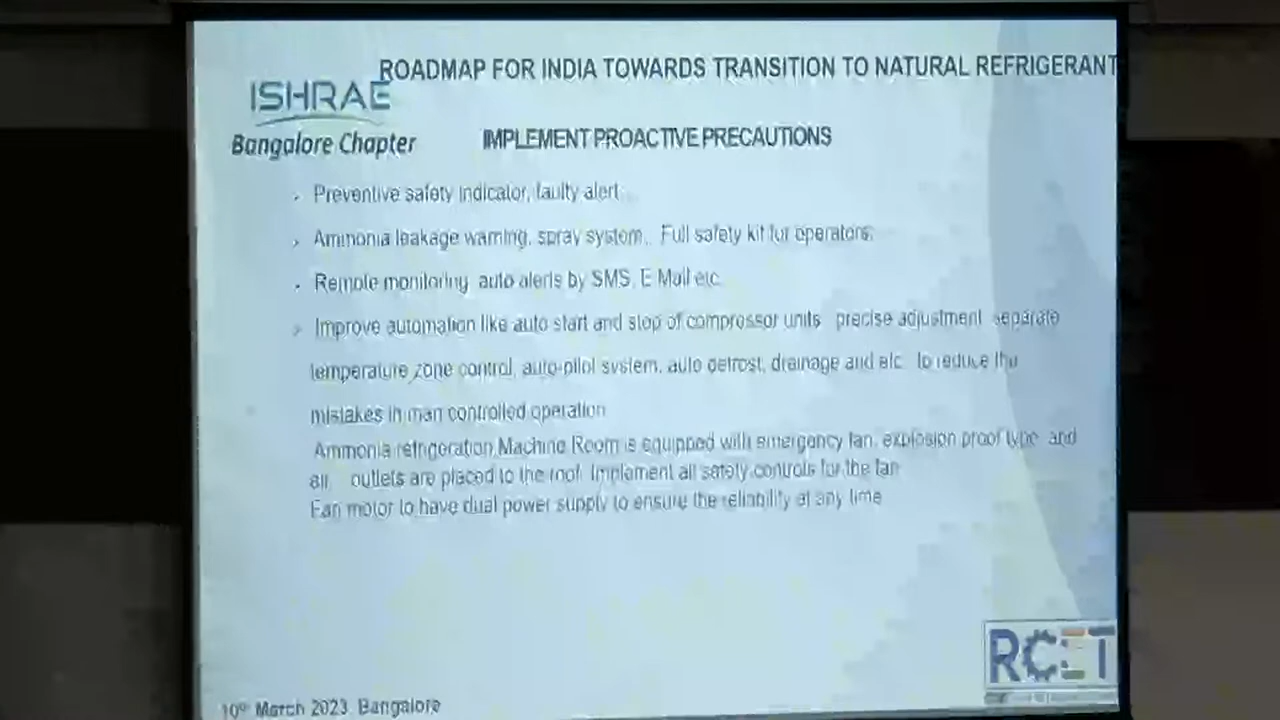 ROADMAP FOR INDIA TOWARDS TRANSITION TO NATURAL REFRIGERANT
ISHRAE
Bangalore Chapter
IMPLEMENT PROACTIVE PRECAUTIONS
Preventive safety indicator, faulty alert
Ammonia leakage warning, spray system, Full safety kit for operators.
Remote monitoring, auto alerts by SMS, E Mail etc
Improve automation like auto start and stop of compressor units precise adjustment separate
temperature zone control, auto-pilot system, auto defrost, drainage and etc to reduce the
mistakes in man controlled operation
Ammonia refrigeration Machine Room is equipped with emergency fan, explosion proof type and
air outlets are placed to the roof. Implement all safety controls for the fan
Fan motor to have dual power supply to ensure the reliability at any time
10th March 2023 Bangalore
RCET